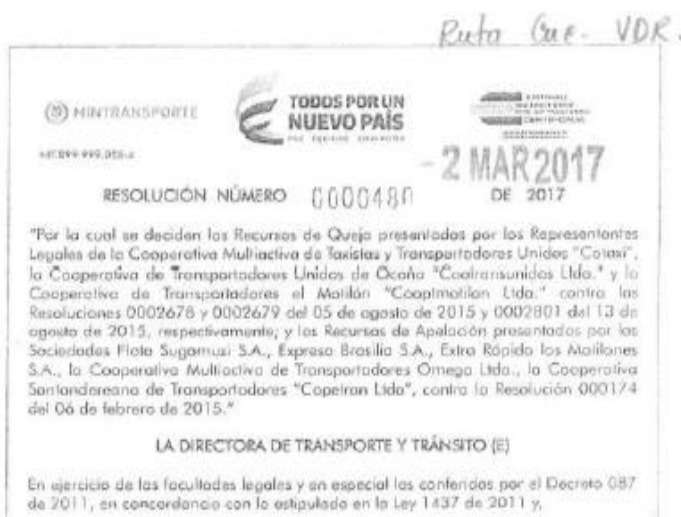 Ruta Cue - VDR.
MINTRANSPORTE
TODOS POR UN
NUEVO PAÍS
PAZ EQUIDAD EDUCACIÓN
- 2 MAR 2017
RESOLUCIÓN NÚMERO 0000480 DE 2017
"Por la cual se deciden los Recursos de Queja presentados por los Representantes
Legales de la Cooperativa Multiactiva de Taxistas y Transportadores Unidos "Cotaxi",
la Cooperativa de Transportadores Unidos de Ocaña "Cootransunidos Ltda." y la
Cooperativa de Transportadores el Motilón "Cooptmotilon Ltda." contra las
Resoluciones 0002678 y 0002679 del 05 de agosto de 2015 y 0002801 del 13 de
agosto de 2015, respectivamente; y los Recursos de Apelación presentados por las
Sociedades Flota Sugamuxi S.A., Expreso Brasilia S.A., Extra Rápido los Motilones
S.A., la Cooperativa Multiactiva de Transportadores Omega Ltda., la Cooperativa
Santandereana de Transportadores "Copetran Ltda", contra la Resolución 000174
del 06 de febrero de 2015."
LA DIRECTORA DE TRANSPORTE Y TRÁNSITO (E)
En ejercicio de las facultades legales y en especial las conferidas por el Decreto 087
de 2011, en concordancia con lo estipulado en la Ley 1437 de 2011 y,